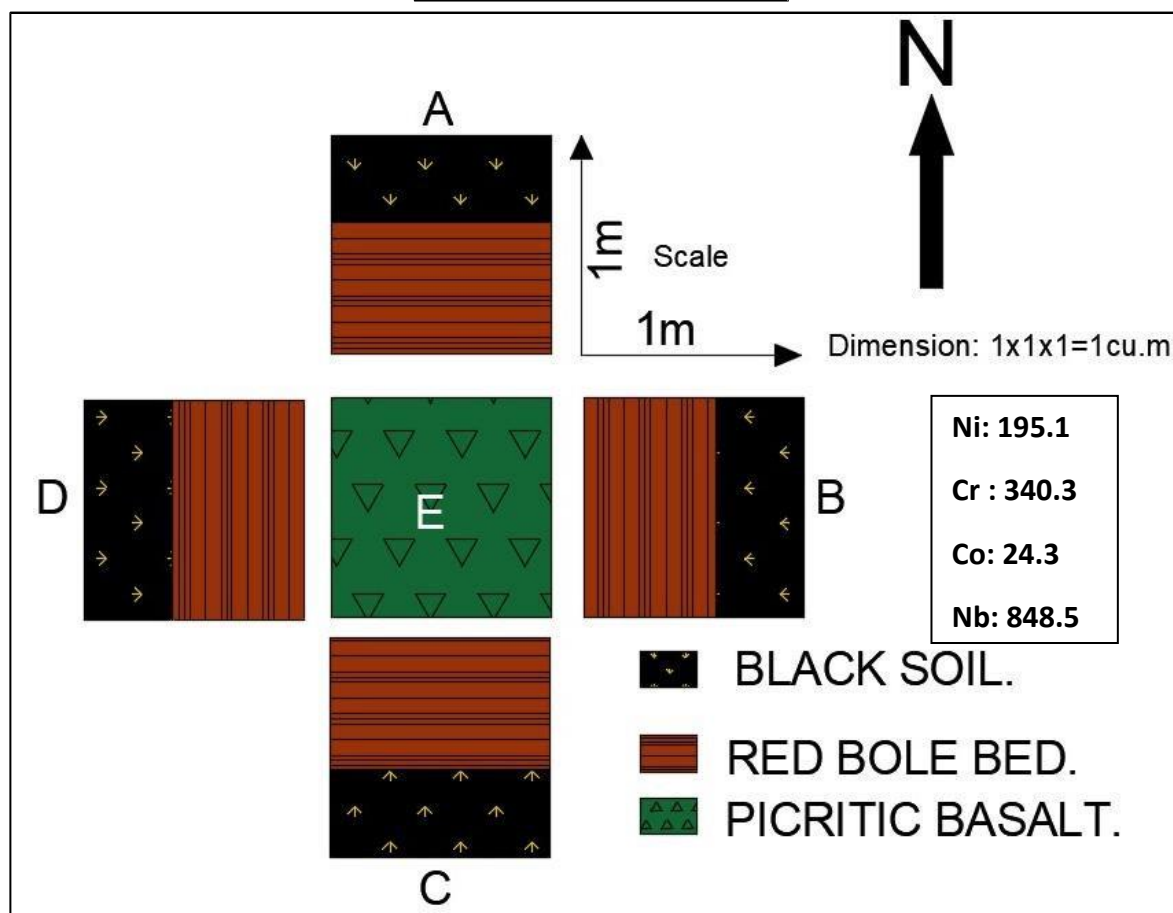 N
A
1m
Scale
1m
Dimension: 1x1x1=1cu.m
D
E
B
Ni: 195.1
Cr : 340.3
Co: 24.3
Nb: 848.5
BLACK SOIL.
RED BOLE BED.
PICRITIC BASALT.
C